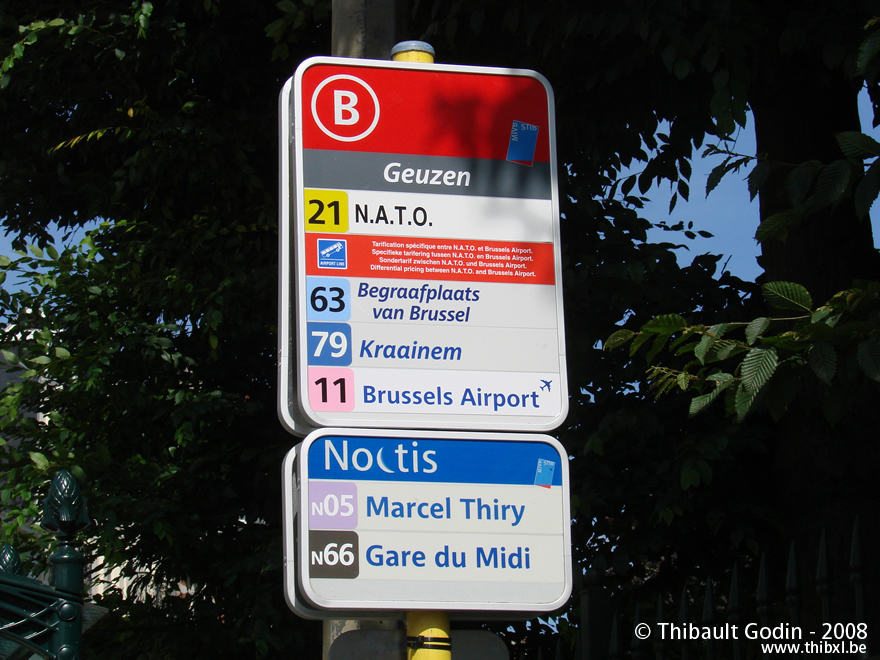 B
MIVB STIB
Geuzen
21 N.A.T.O.
AIRPORT LINE
Tarification spécifique entre N.A.T.O. et Brussels Airport.
Specifieke tarifering tussen N.A.T.O. en Brussels Airport.
Sondertarif zwischen N.A.T.O. und Brussels Airport.
Differential pricing between N.A.T.O. and Brussels Airport.
63 Begraafplaats
van Brussel
79 Kraainem
11 Brussels Airport
Noctis
N05 Marcel Thiry
N66 Gare du Midi
© Thibault Godin - 2008
www.thibxl.be